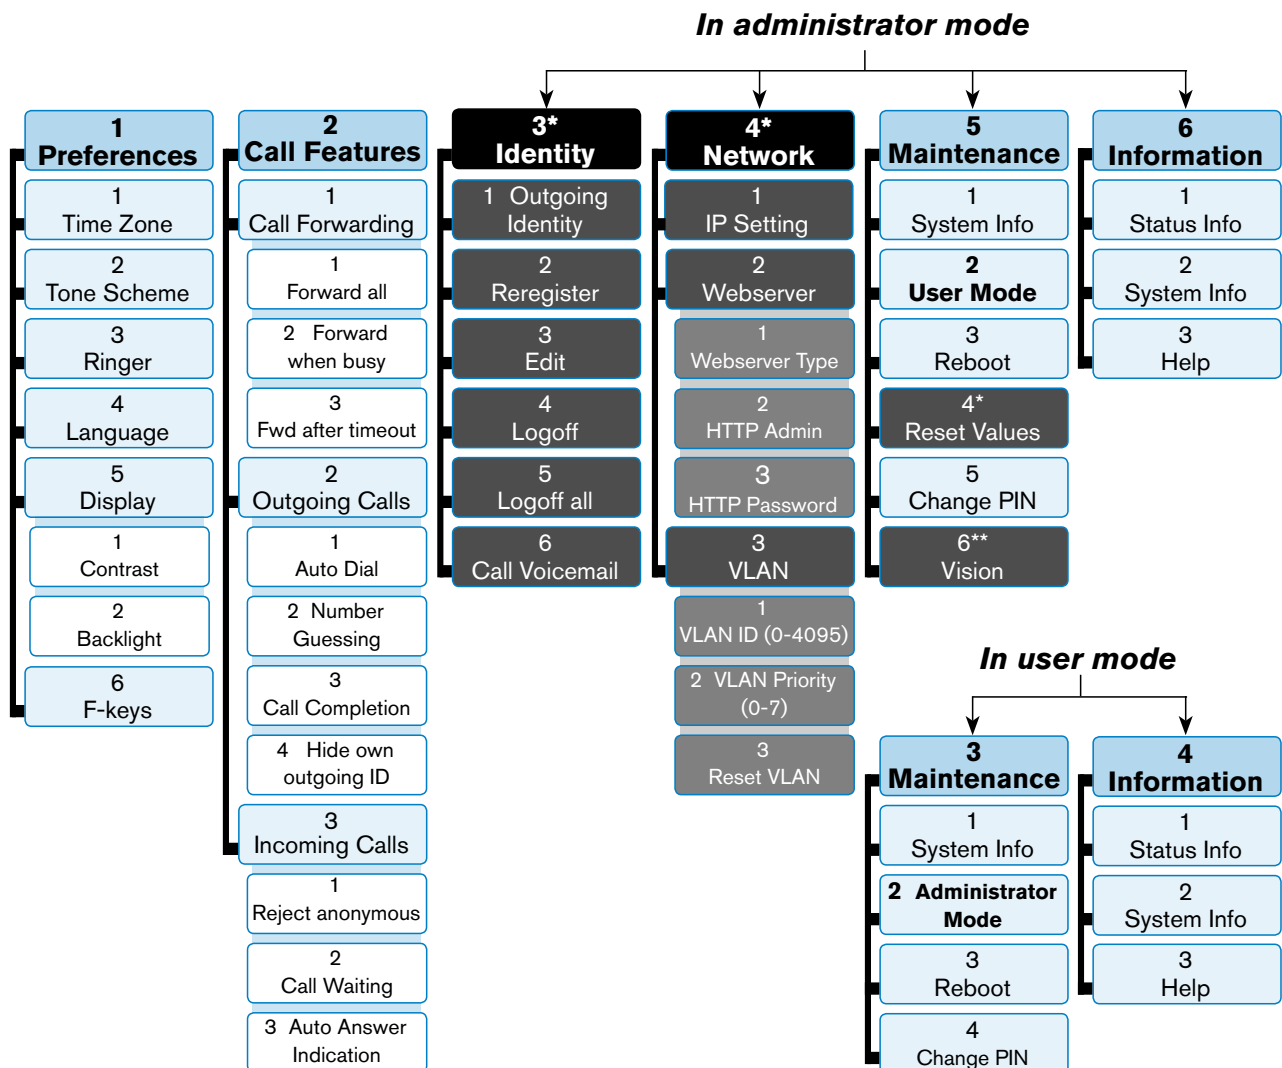 In administrator mode
1
Preferences
1
Time Zone
2
Tone Scheme
3
Ringer
4
Language
5
Display
1
Contrast
2
Backlight
6
F-keys
2
Call Features
1
Call Forwarding
1
Forward all
2 Forward
when busy
3
Fwd after timeout
2
Outgoing Calls
1
Auto Dial
2 Number
Guessing
3
Call Completion
4 Hide own
outgoing ID
3
Incoming Calls
1
Reject anonymous
2
Call Waiting
3 Auto Answer
Indication
3*
Identity
1 Outgoing
Identity
2
Reregister
3
Edit
4
Logoff
5
Logoff all
6
Call Voicemail
4*
Network
1
IP Setting
2
Webserver
1
Webserver Type
2
HTTP Admin
3
HTTP Password
3
VLAN
1
VLAN ID (0-4095)
2 VLAN Priority
(0-7)
3
Reset VLAN
5
Maintenance
1
System Info
2
User Mode
3
Reboot
4*
Reset Values
5
Change PIN
6**
Vision
6
Information
1
Status Info
2
System Info
3
Help
In user mode
3
Maintenance
1
System Info
2 Administrator
Mode
3
Reboot
4
Change PIN
4
Information
1
Status Info
2
System Info
3
Help